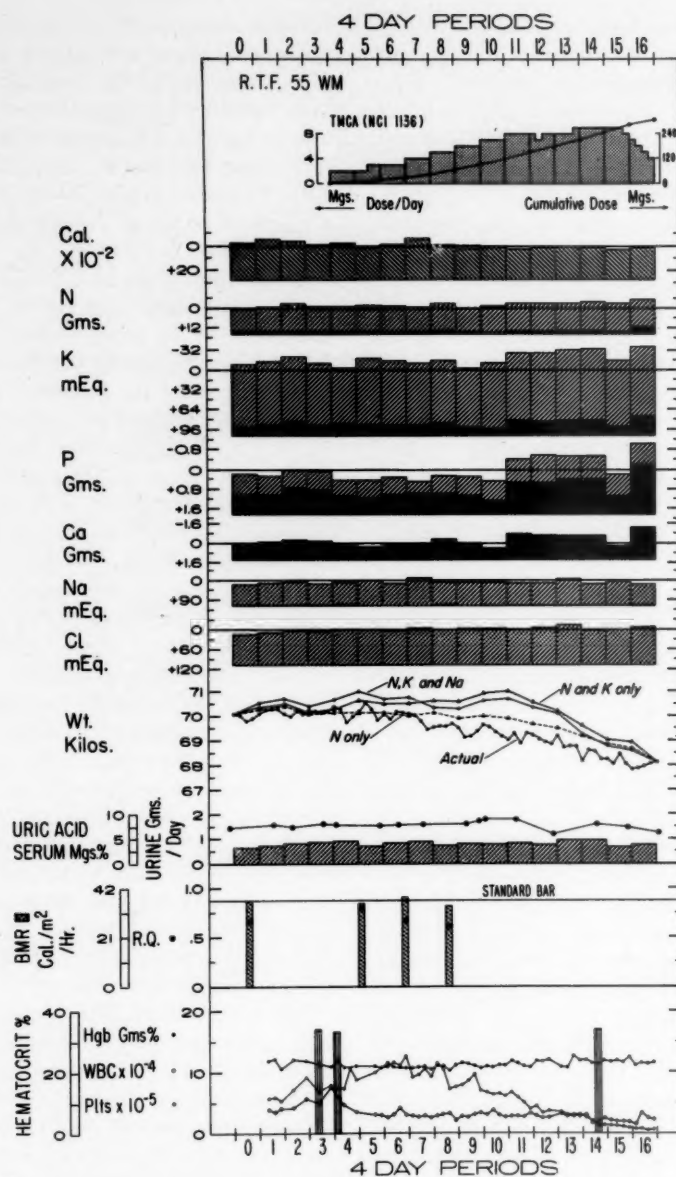 4 DAY PERIODS
0 1 2 3 4 5 6 7 8 9 10 11 12 13 14 15 16
R.T.F. 55 WM
TMCA (NCI 1136)
8
4
0
240
120
0
Mgs. Dose/Day Cumulative Dose Mgs.
Cal. X 10⁻²
0
+20
N Gms.
0
+12
K mEq.
-32
0
+32
+64
+96
P Gms.
-0.8
0
+0.8
+1.6
Ca Gms.
-1.6
0
+1.6
Na mEq.
0
+90
Cl mEq.
0
+60
+120
Wt. Kilos.
71
70
69
68
67
N, K and Na
N and K only
N only
Actual
URIC ACID SERUM Mgs.%
10
5
0
URINE Gms. / Day
2
1
0
BMR Cal./m² /Hr.
42
21
0
R.Q.
1.0
.5
0
STANDARD BAR
HEMATOCRIT %
40
20
0
Hgb Gms%
WBC x 10⁻⁴
Plts x 10⁻⁵
20
10
0
0 1 2 3 4 5 6 7 8 9 10 11 12 13 14 15 16
4 DAY PERIODS